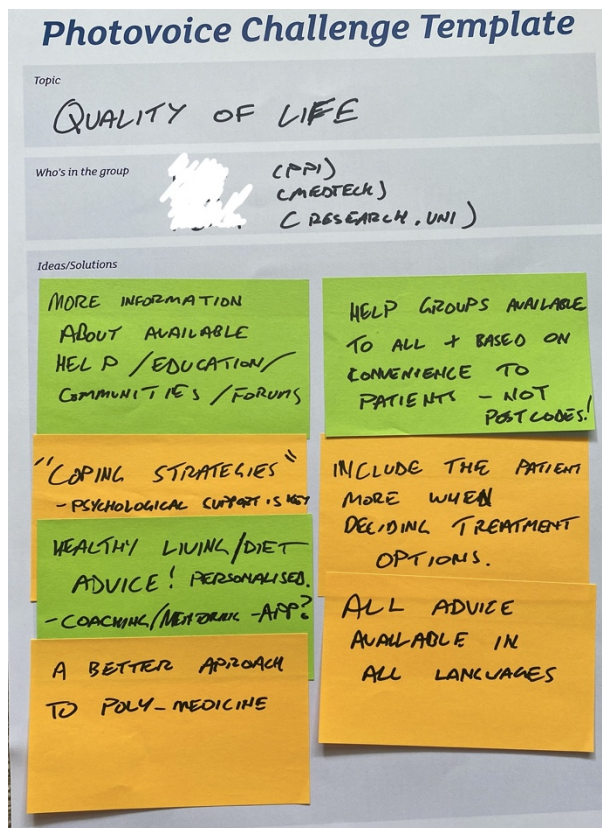 Photovoice Challenge Template
Topic
QUALITY OF LIFE
Who's in the group
(PPI)
(MEDTECH)
(RESEARCH, UNI)
Ideas/Solutions
MORE INFORMATION
ABOUT AVAILABLE
HELP/EDUCATION/
COMMUNITIES/FORUMS
HELP GROUPS AVAILABLE
TO ALL + BASED ON
CONVENIENCE TO
PATIENTS - NOT
POSTCODES!
"COPING STRATEGIES"
- PSYCHOLOGICAL SUPPORT IS KEY
INCLUDE THE PATIENT
MORE WHEN
DECIDING TREATMENT
OPTIONS.
HEALTHY LIVING/DIET
ADVICE! PERSONALISED.
- COACHING/MENTORING - APP?
ALL ADVICE
AVAILABLE IN
ALL LANGUAGES
A BETTER APROACH
TO POLY-MEDICINE